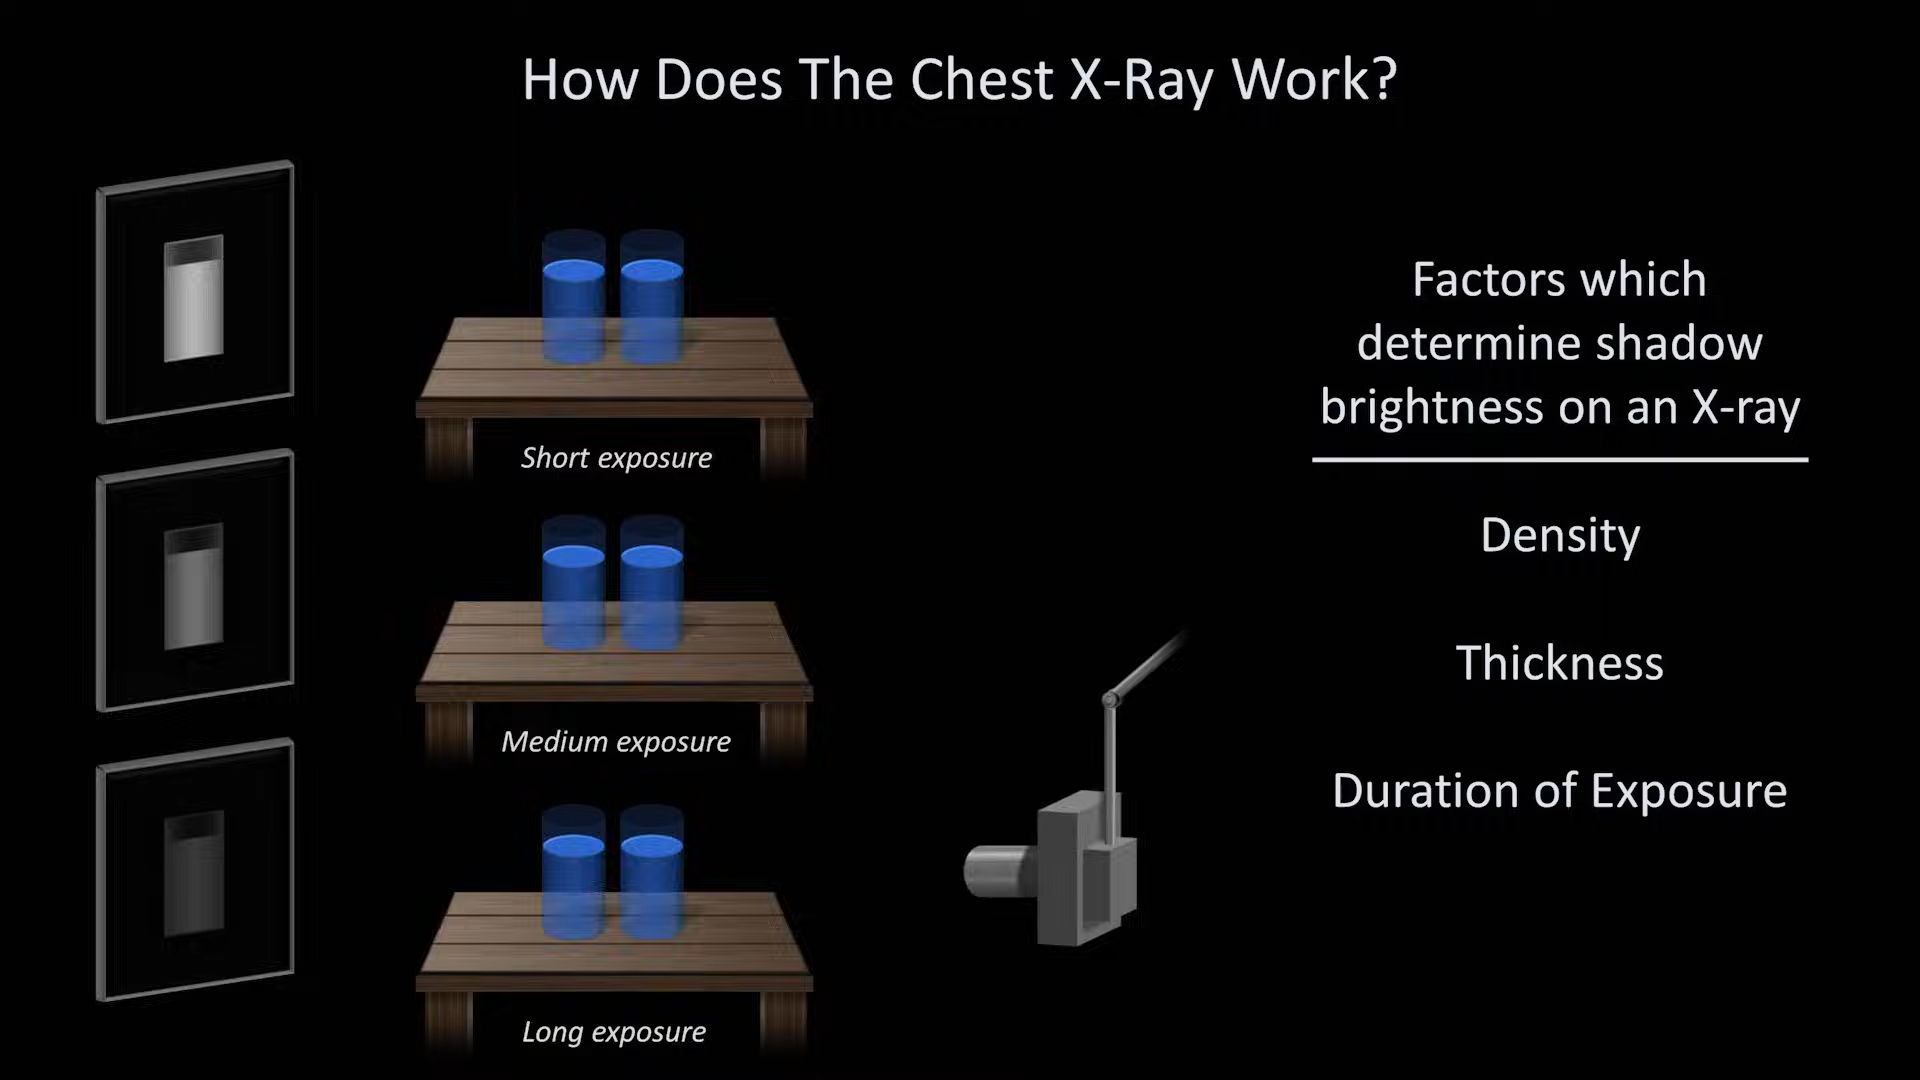 How Does The Chest X-Ray Work?
Short exposure
Medium exposure
Long exposure
Factors which
determine shadow
brightness on an X-ray
Density
Thickness
Duration of Exposure